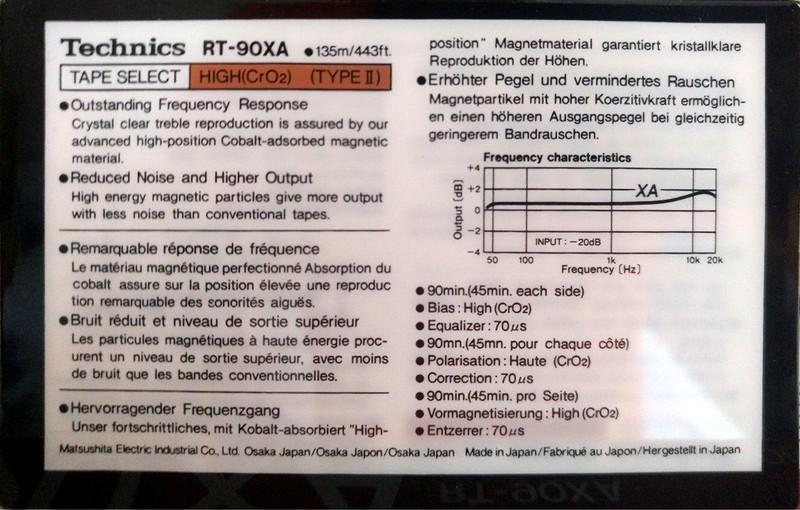 Technics RT-90XA ●135m/443ft.
TAPE SELECT HIGH(CrO2) (TYPE II)
●Outstanding Frequency Response
Crystal clear treble reproduction is assured by our
advanced high-position Cobalt-adsorbed magnetic
material.
●Reduced Noise and Higher Output
High energy magnetic particles give more output
with less noise than conventional tapes.
●Remarquable réponse de fréquence
Le matériau magnétique perfectionné Absorption du
cobalt assure sur la position élevée une reproduc
tion remarquable des sonorités aiguës.
●Bruit réduit et niveau de sortie supérieur
Les particules magnétiques à haute énergie proc-
urent un niveau de sortie supérieur, avec moins
de bruit que les bandes conventionnelles.
●Hervorragender Frequenzgang
Unser fortschrittliches, mit Kobalt-absorbiert "High-
position" Magnetmaterial garantiert kristallklare
Reproduktion der Höhen.
●Erhöhter Pegel und vermindertes Rauschen
Magnetpartikel mit hoher Koerzitivkraft ermöglich-
en einen höheren Ausgangspegel bei gleichzeitig
geringerem Bandrauschen.
Frequency characteristics
Output (dB)
+4
+2
0
-2
-4
XA
INPUT: -20dB
50 100 1k 10k 20k
Frequency (Hz)
●90min.(45min. each side)
●Bias: High (CrO2)
●Equalizer: 70μs
●90mn.(45mn. pour chaque côté)
●Polarisation: Haute (CrO2)
●Correction: 70μs
●90min.(45min. pro Seite)
●Vormagnetisierung: High (CrO2)
●Entzerrer: 70μs
Matsushita Electric Industrial Co., Ltd. Osaka Japan/Osaka Japon/Osaka Japan Made in Japan/Fabriqué au Japon/Hergestellt in Japan
RT-90XA